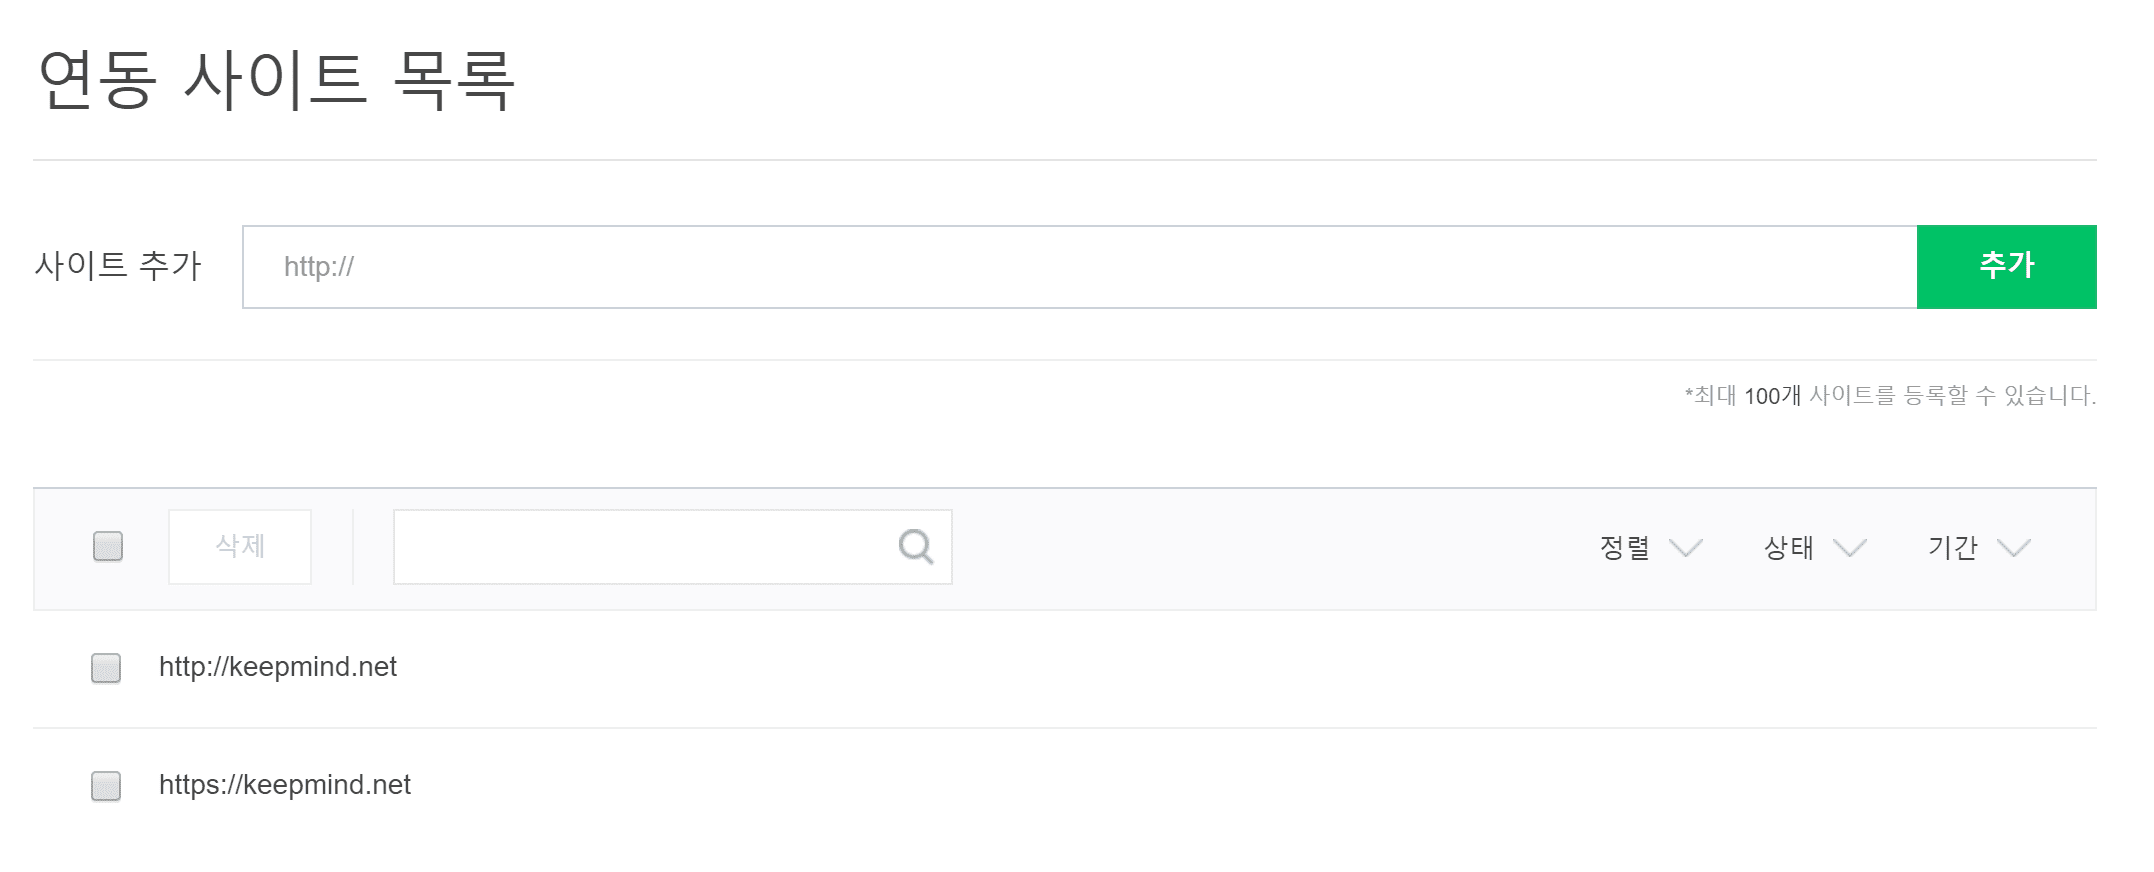 연동 사이트 목록
사이트 추가 http:// 추가
*최대 100개 사이트를 등록할 수 있습니다.
삭제 정렬 상태 기간
http://keepmind.net
https://keepmind.net